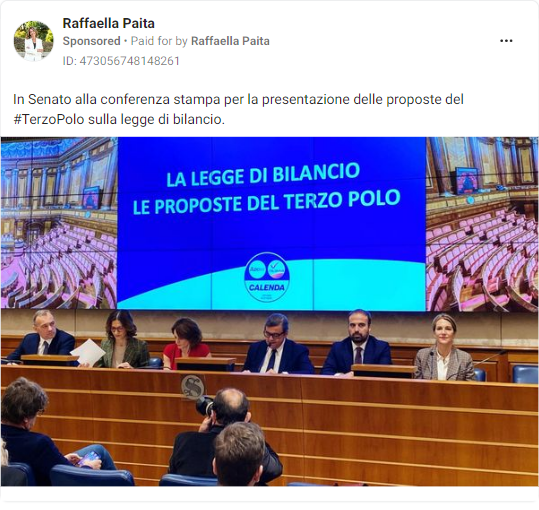 Raffaella Paita
Sponsored • Paid for by Raffaella Paita
ID: 473056748148261
In Senato alla conferenza stampa per la presentazione delle proposte del
#TerzoPolo sulla legge di bilancio.
LA LEGGE DI BILANCIO
LE PROPOSTE DEL TERZO POLO
CALENDA